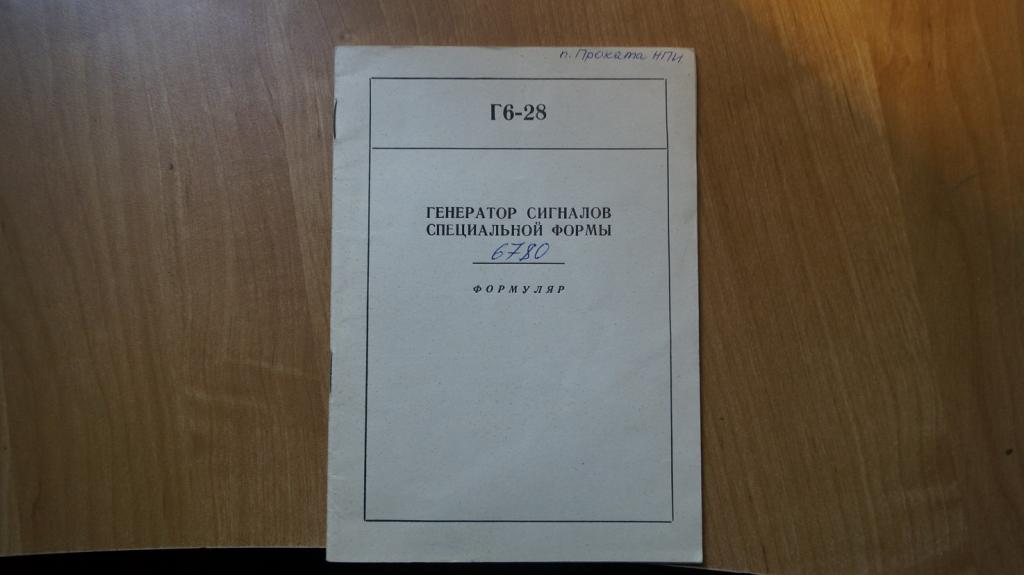 п. Проката НПИ
Г6-28
ГЕНЕРАТОР СИГНАЛОВ
СПЕЦИАЛЬНОЙ ФОРМЫ
6780
ФОРМУЛЯР